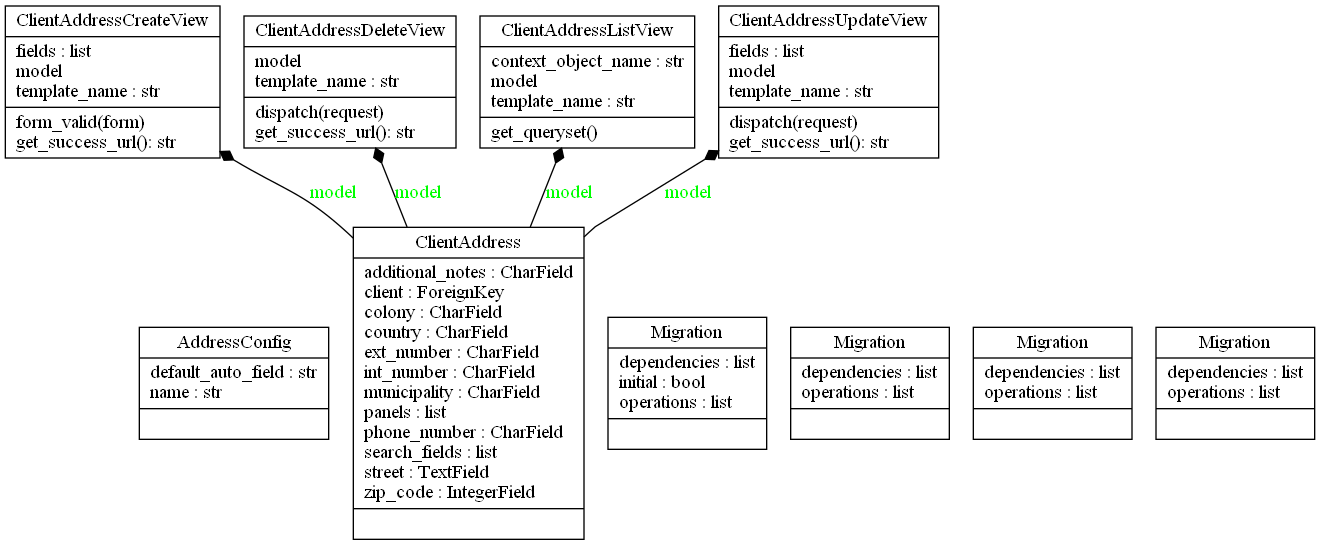 ClientAddressCreateView
fields : list
model
template_name : str
form_valid(form)
get_success_url(): str
ClientAddressDeleteView
model
template_name : str
dispatch(request)
get_success_url(): str
ClientAddressListView
context_object_name : str
model
template_name : str
get_queryset()
ClientAddressUpdateView
fields : list
model
template_name : str
dispatch(request)
get_success_url(): str
model
model
model
model
AddressConfig
default_auto_field : str
name : str
ClientAddress
additional_notes : CharField
client : ForeignKey
colony : CharField
country : CharField
ext_number : CharField
int_number : CharField
municipality : CharField
panels : list
phone_number : CharField
search_fields : list
street : TextField
zip_code : IntegerField
Migration
dependencies : list
initial : bool
operations : list
Migration
dependencies : list
operations : list
Migration
dependencies : list
operations : list
Migration
dependencies : list
operations : list